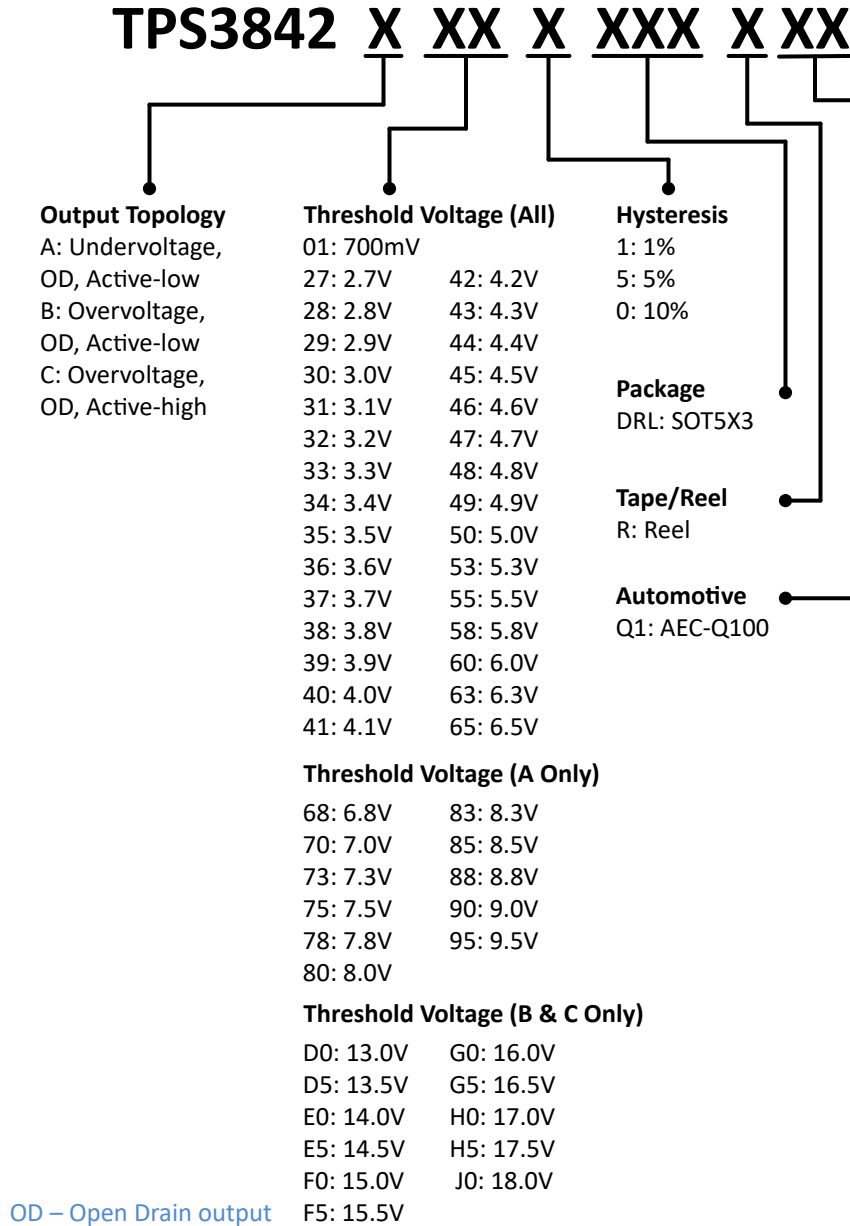 TPS3842 X XX X XXX X XX
Output Topology
A: Undervoltage,
OD, Active-low
B: Overvoltage,
OD, Active-low
C: Overvoltage,
OD, Active-high
Threshold Voltage (All)
01: 700mV
27: 2.7V 42: 4.2V
28: 2.8V 43: 4.3V
29: 2.9V 44: 4.4V
30: 3.0V 45: 4.5V
31: 3.1V 46: 4.6V
32: 3.2V 47: 4.7V
33: 3.3V 48: 4.8V
34: 3.4V 49: 4.9V
35: 3.5V 50: 5.0V
36: 3.6V 53: 5.3V
37: 3.7V 55: 5.5V
38: 3.8V 58: 5.8V
39: 3.9V 60: 6.0V
40: 4.0V 63: 6.3V
41: 4.1V 65: 6.5V
Threshold Voltage (A Only)
68: 6.8V 83: 8.3V
70: 7.0V 85: 8.5V
73: 7.3V 88: 8.8V
75: 7.5V 90: 9.0V
78: 7.8V 95: 9.5V
80: 8.0V
Threshold Voltage (B & C Only)
D0: 13.0V G0: 16.0V
D5: 13.5V G5: 16.5V
E0: 14.0V H0: 17.0V
E5: 14.5V H5: 17.5V
F0: 15.0V J0: 18.0V
F5: 15.5V
Hysteresis
1: 1%
5: 5%
0: 10%
Package
DRL: SOT5X3
Tape/Reel
R: Reel
Automotive
Q1: AEC-Q100
OD – Open Drain output